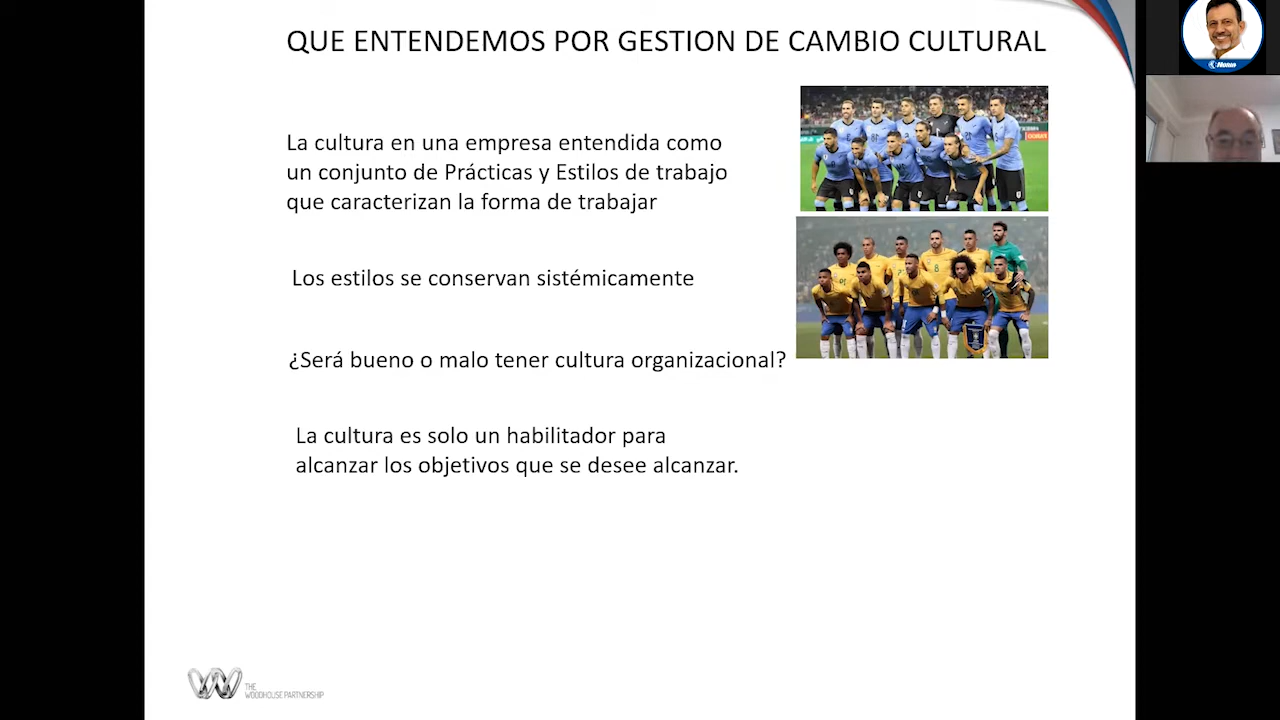 QUE ENTENDEMOS POR GESTION DE CAMBIO CULTURAL
La cultura en una empresa entendida como
un conjunto de Prácticas y Estilos de trabajo
que caracterizan la forma de trabajar
Los estilos se conservan sistémicamente
¿Será bueno o malo tener cultura organizacional?
La cultura es solo un habilitador para
alcanzar los objetivos que se desee alcanzar.
THE
WOODHOUSE PARTNERSHIP